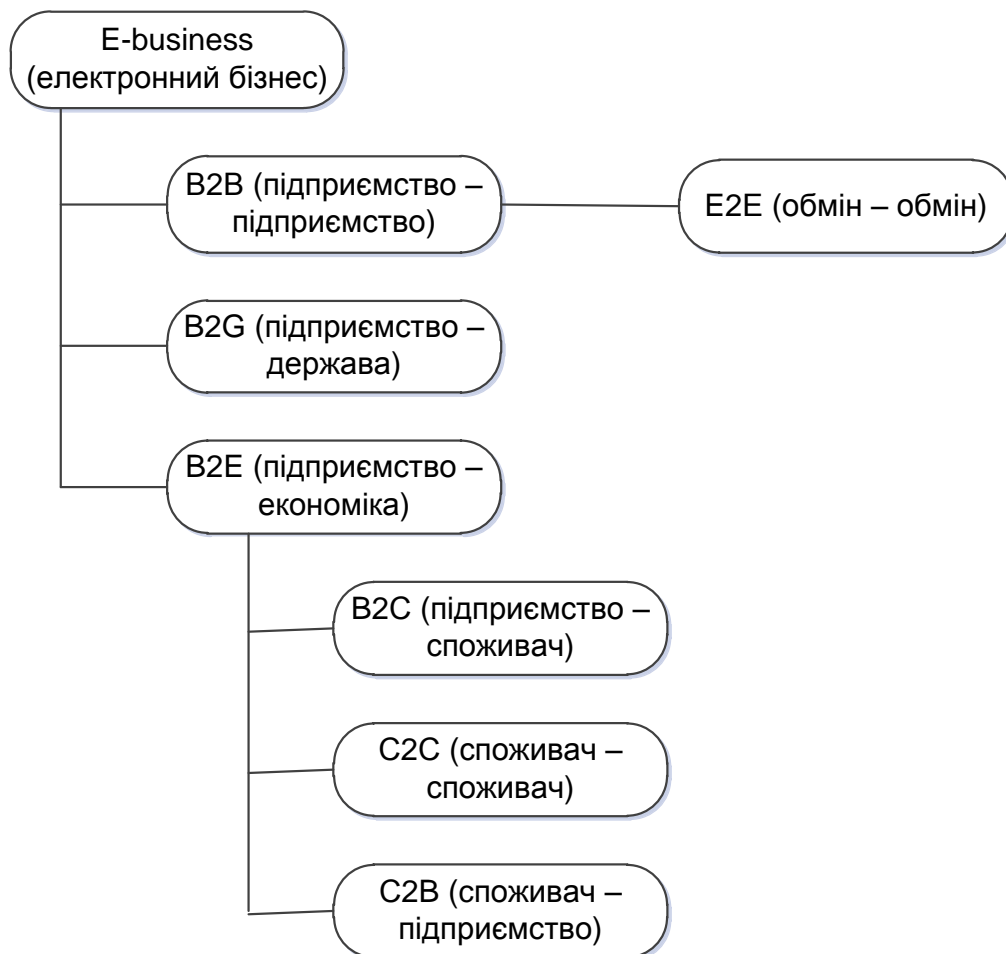 E-business
(електронний бізнес)
B2B (підприємство –
підприємство)
E2E (обмін – обмін)
B2G (підприємство –
держава)
B2E (підприємство –
економіка)
B2C (підприємство –
споживач)
C2C (споживач –
споживач)
C2B (споживач –
підприємство)